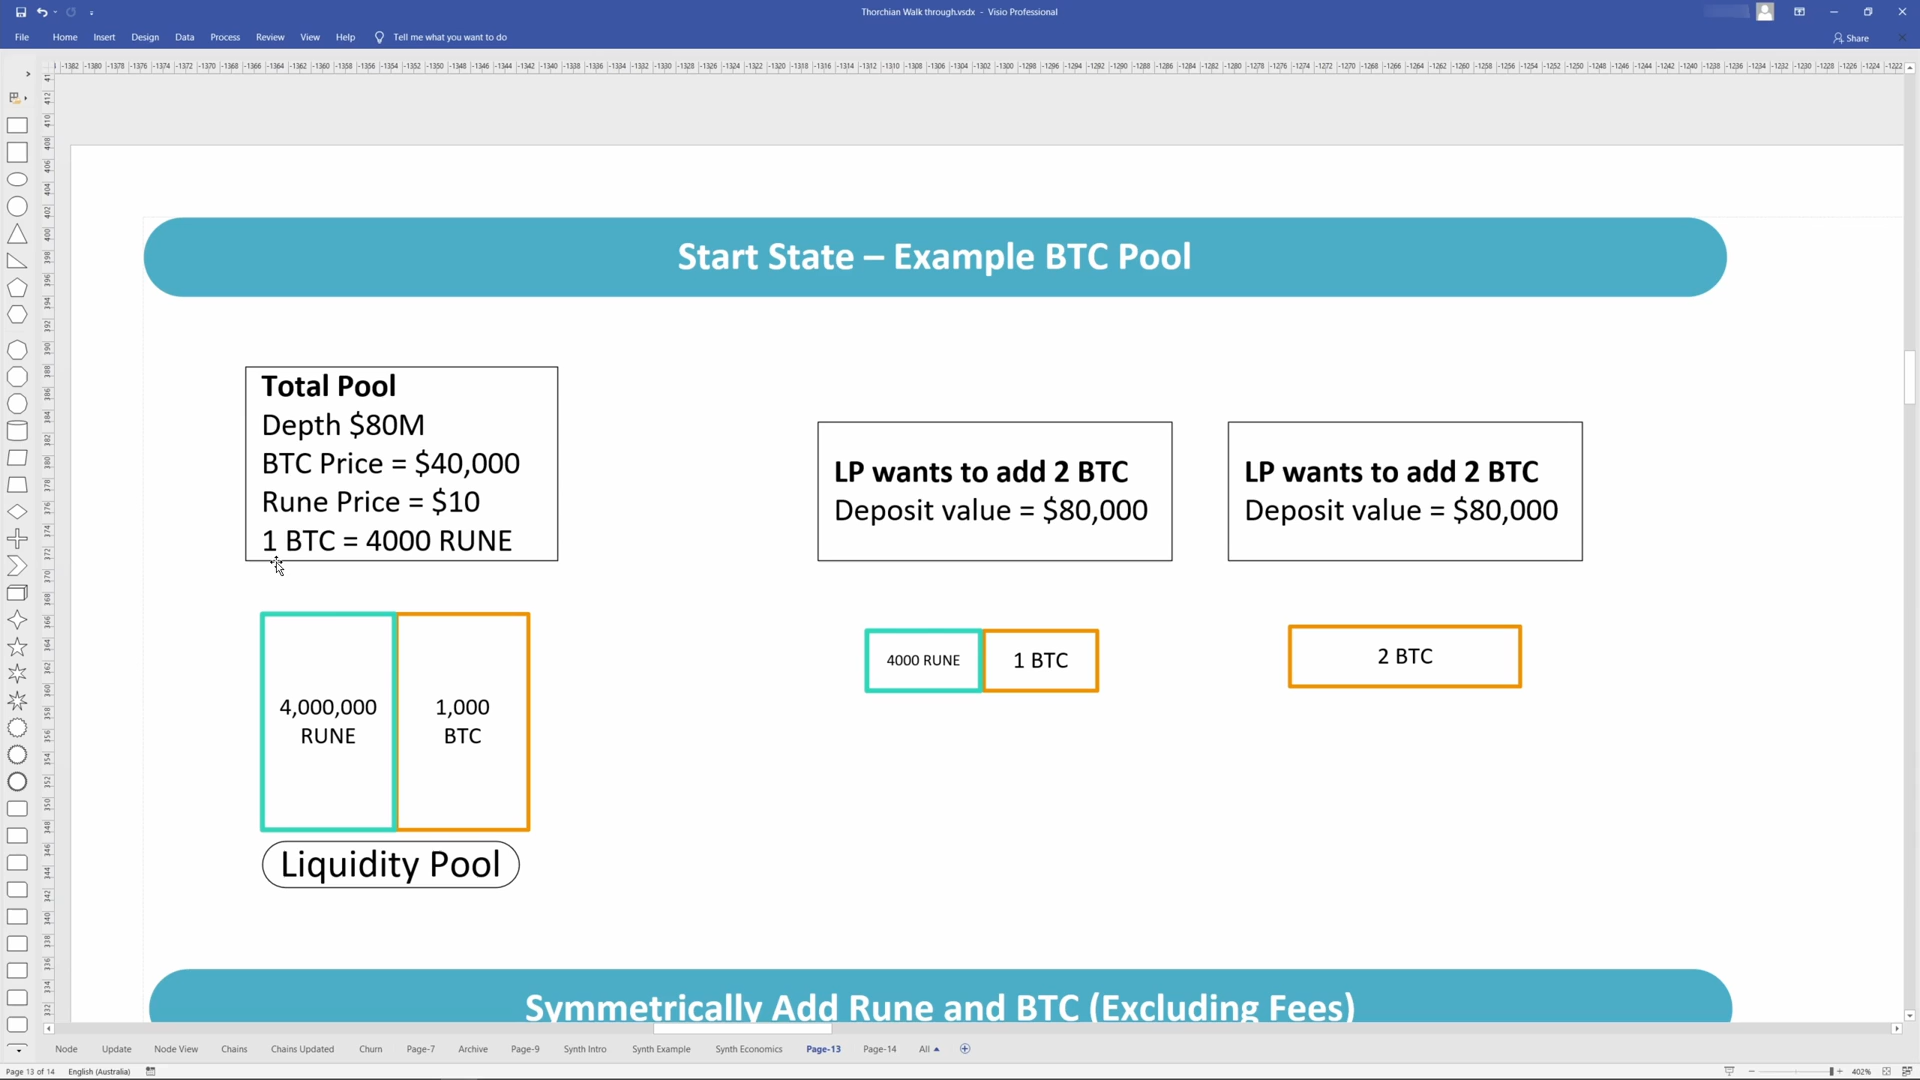 Thorchian Walk through.vsdx - Visio Professional
File Home Insert Design Data Process Review View Help Tell me what you want to do
Share
Start State – Example BTC Pool
Total Pool
Depth $80M
BTC Price = $40,000
Rune Price = $10
1 BTC = 4000 RUNE
LP wants to add 2 BTC
Deposit value = $80,000
LP wants to add 2 BTC
Deposit value = $80,000
4000 RUNE
1 BTC
2 BTC
4,000,000
RUNE
1,000
BTC
Liquidity Pool
Symmetrically Add Rune and BTC (Excluding Fees)
Node Update Node View Chains Chains Updated Churn Page-7 Archive Page-9 Synth Intro Synth Example Synth Economics Page-13 Page-14 All
Page 13 of 14 English (Australia) 402%